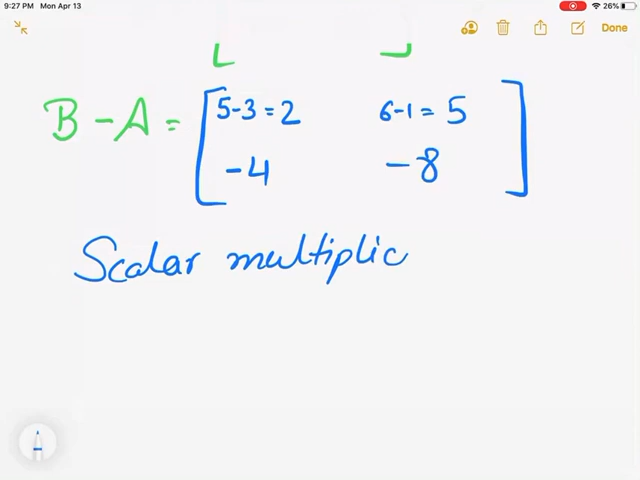 9:27 PM Mon Apr 13 26%
Done
B - A = 5-3=2 6-1=5
-4 -8
Scalar multiplic